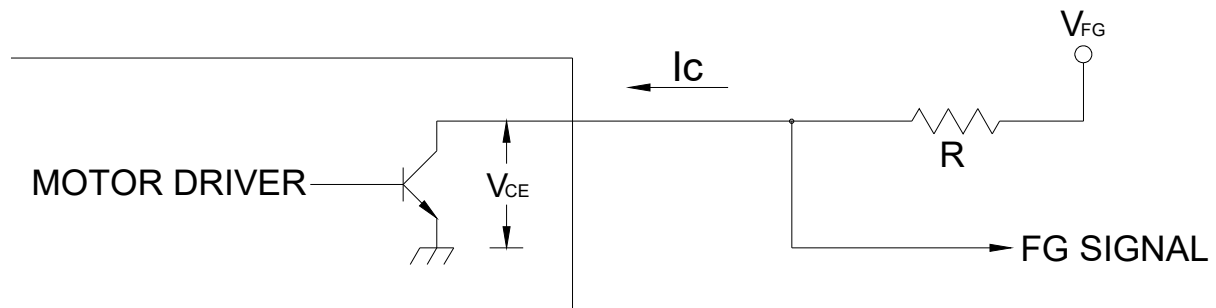 VFG
Ic
R
MOTOR DRIVER
VCE
FG SIGNAL